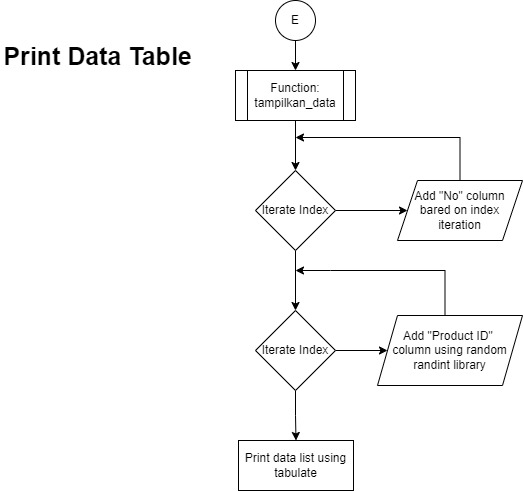 E
Print Data Table
Function:
tampilkan_data
Iterate Index
Add "No" column
bared on index
iteration
Iterate Index
Add "Product ID"
column using random
randint library
Print data list using
tabulate